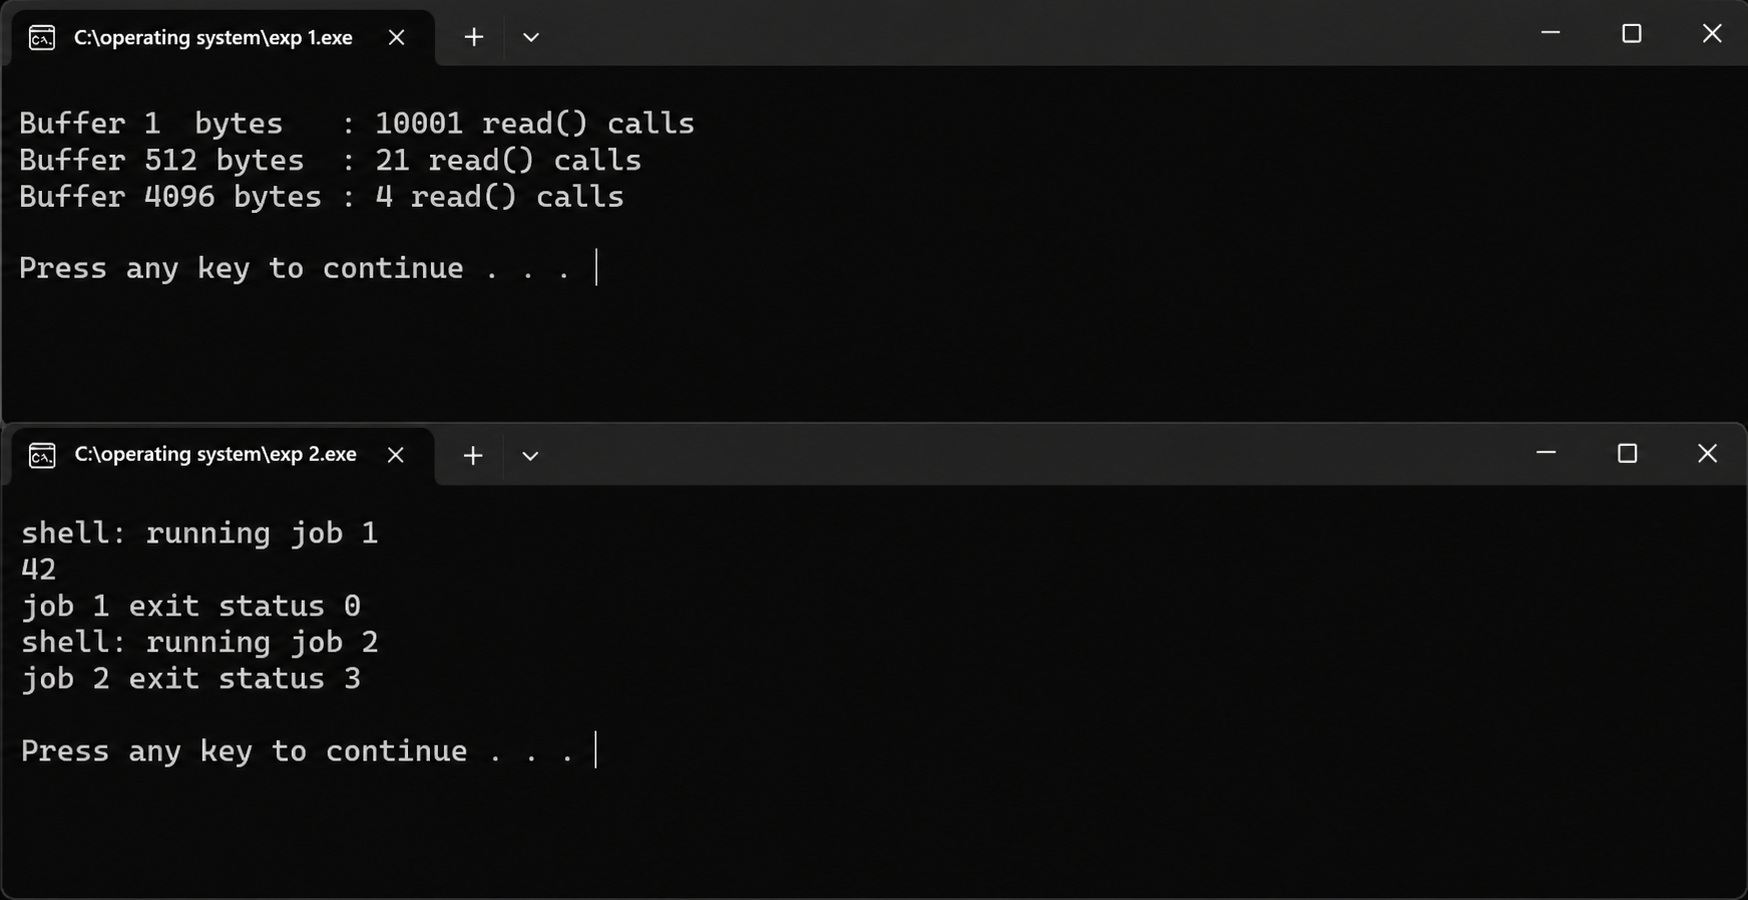 C:\operating system\exp 1.exe
Buffer 1  bytes   : 10001 read() calls
Buffer 512 bytes  : 21 read() calls
Buffer 4096 bytes : 4 read() calls
Press any key to continue . . .
C:\operating system\exp 2.exe
shell: running job 1
42
job 1 exit status 0
shell: running job 2
job 2 exit status 3
Press any key to continue . . .